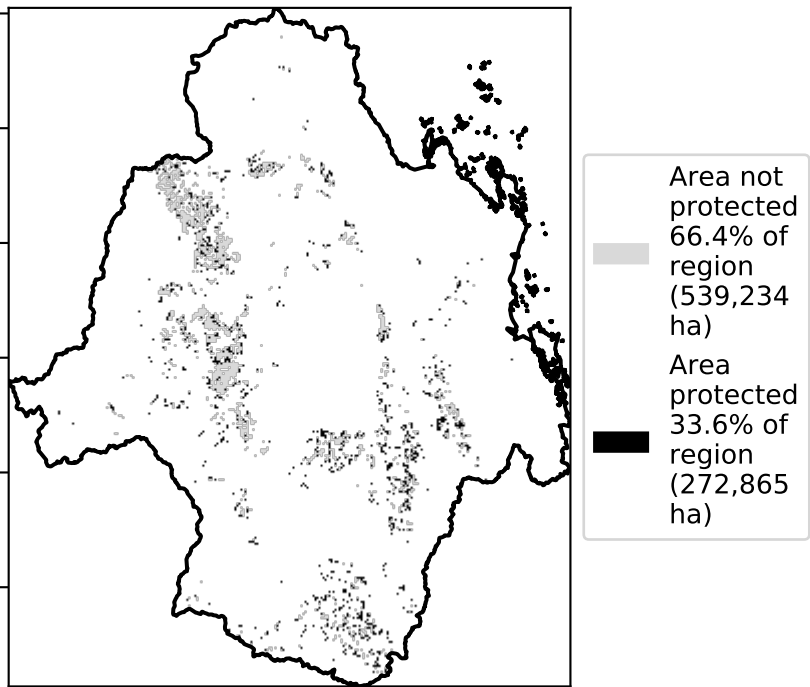 Area not
protected
66.4% of
region
(539,234
ha)
Area
protected
33.6% of
region
(272,865
ha)